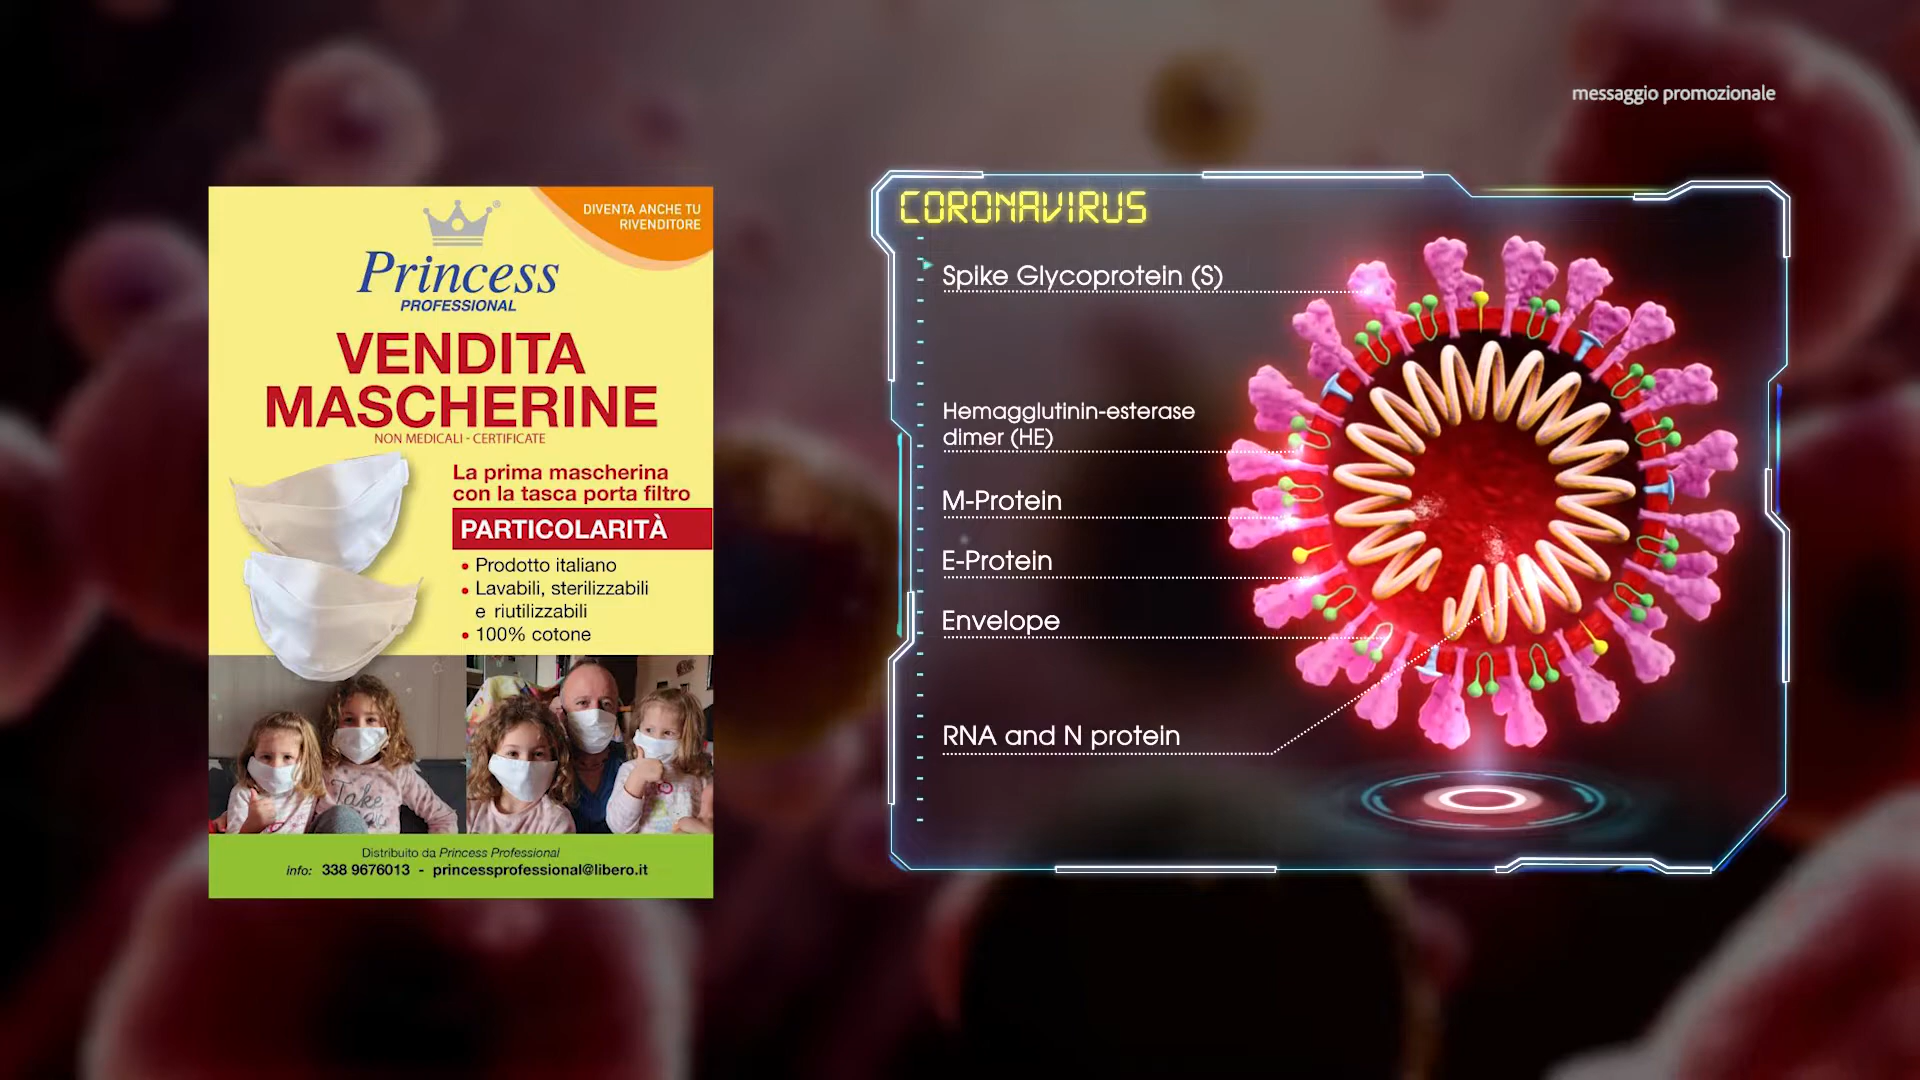 messaggio promozionale
DIVENTA ANCHE TU
RIVENDITORE
Princess
PROFESSIONAL
VENDITA
MASCHERINE
NON MEDICALI - CERTIFICATE
La prima mascherina
con la tasca porta filtro
PARTICOLARITÀ
• Prodotto italiano
• Lavabili, sterilizzabili
e riutilizzabili
• 100% cotone
Take
Distribuito da Princess Professional
info: 338 9676013 - princessprofessional@libero.it
CORONAVIRUS
Spike Glycoprotein (S)
Hemagglutinin-esterase
dimer (HE)
M-Protein
E-Protein
Envelope
RNA and N protein